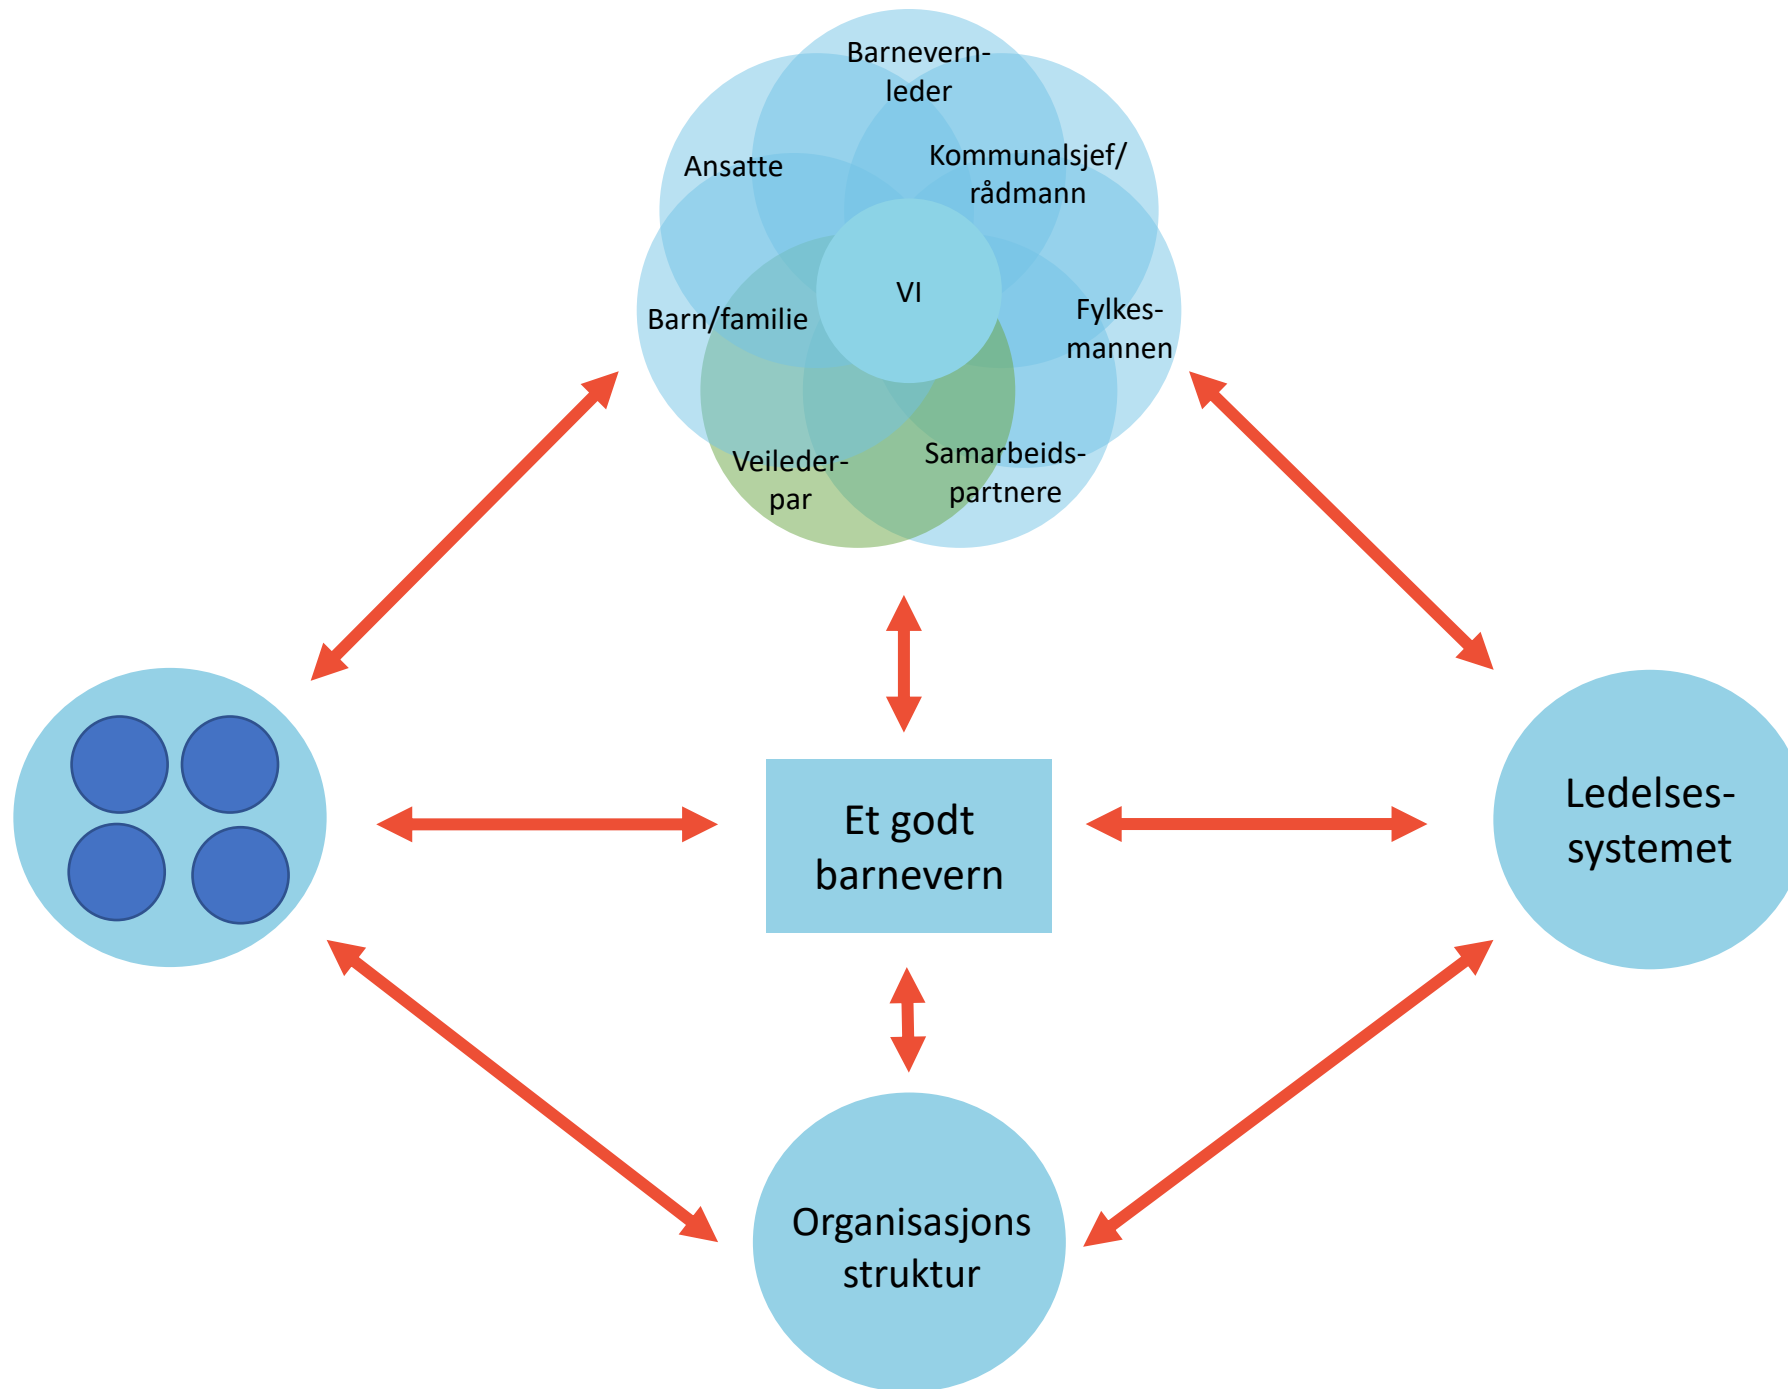 Barnevern-
leder
Kommunalsjef/
rådmann
Ansatte
VI
Barn/familie
Fylkes-
mannen
Veileder-
par
Samarbeids-
partnere
Et godt
barnevern
Ledelses-
systemet
Organisasjons
struktur